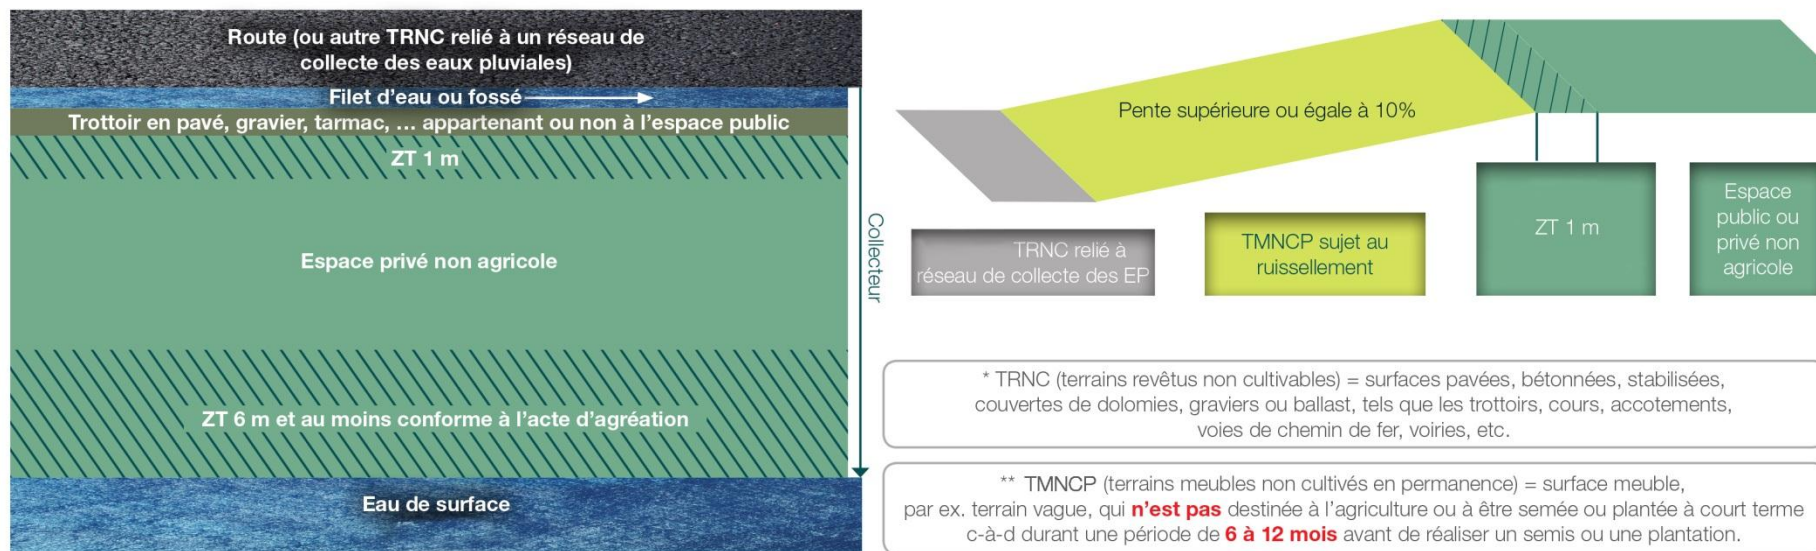 Route (ou autre TRNC relié à un réseau de
collecte des eaux pluviales)
Filet d'eau ou fossé
Trottoir en pavé, gravier, tarmac, … appartenant ou non à l'espace public
ZT 1 m
Espace privé non agricole
ZT 6 m et au moins conforme à l'acte d'agréation
Eau de surface
Collecteur
Pente supérieure ou égale à 10%
TRNC relié à
réseau de collecte des EP
TMNCP sujet au
ruissellement
ZT 1 m
Espace
public ou
privé non
agricole
* TRNC (terrains revêtus non cultivables) = surfaces pavées, bétonnées, stabilisées,
couvertes de dolomies, graviers ou ballast, tels que les trottoirs, cours, accotements,
voies de chemin de fer, voiries, etc.
** TMNCP (terrains meubles non cultivés en permanence) = surface meuble,
par ex. terrain vague, qui n'est pas destinée à l'agriculture ou à être semée ou plantée à court terme
c-à-d durant une période de 6 à 12 mois avant de réaliser un semis ou une plantation.